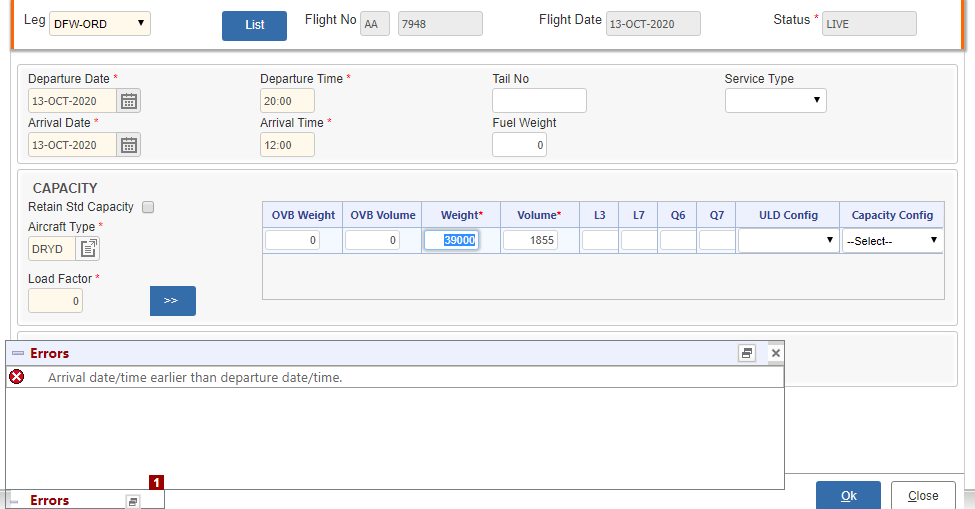 Leg DFW-ORD List Flight No AA 7948 Flight Date 13-OCT-2020 Status * LIVE
Departure Date * Departure Time * Tail No Service Type
13-OCT-2020 20:00
Arrival Date * Arrival Time * Fuel Weight
13-OCT-2020 12:00 0
CAPACITY
Retain Std Capacity
Aircraft Type *
DRYD
Load Factor *
0 >>
OVB Weight OVB Volume Weight* Volume* L3 L7 Q6 Q7 ULD Config Capacity Config
0 0 39000 1855 --Select--
Errors
Arrival date/time earlier than departure date/time.
1
Errors
Ok Close